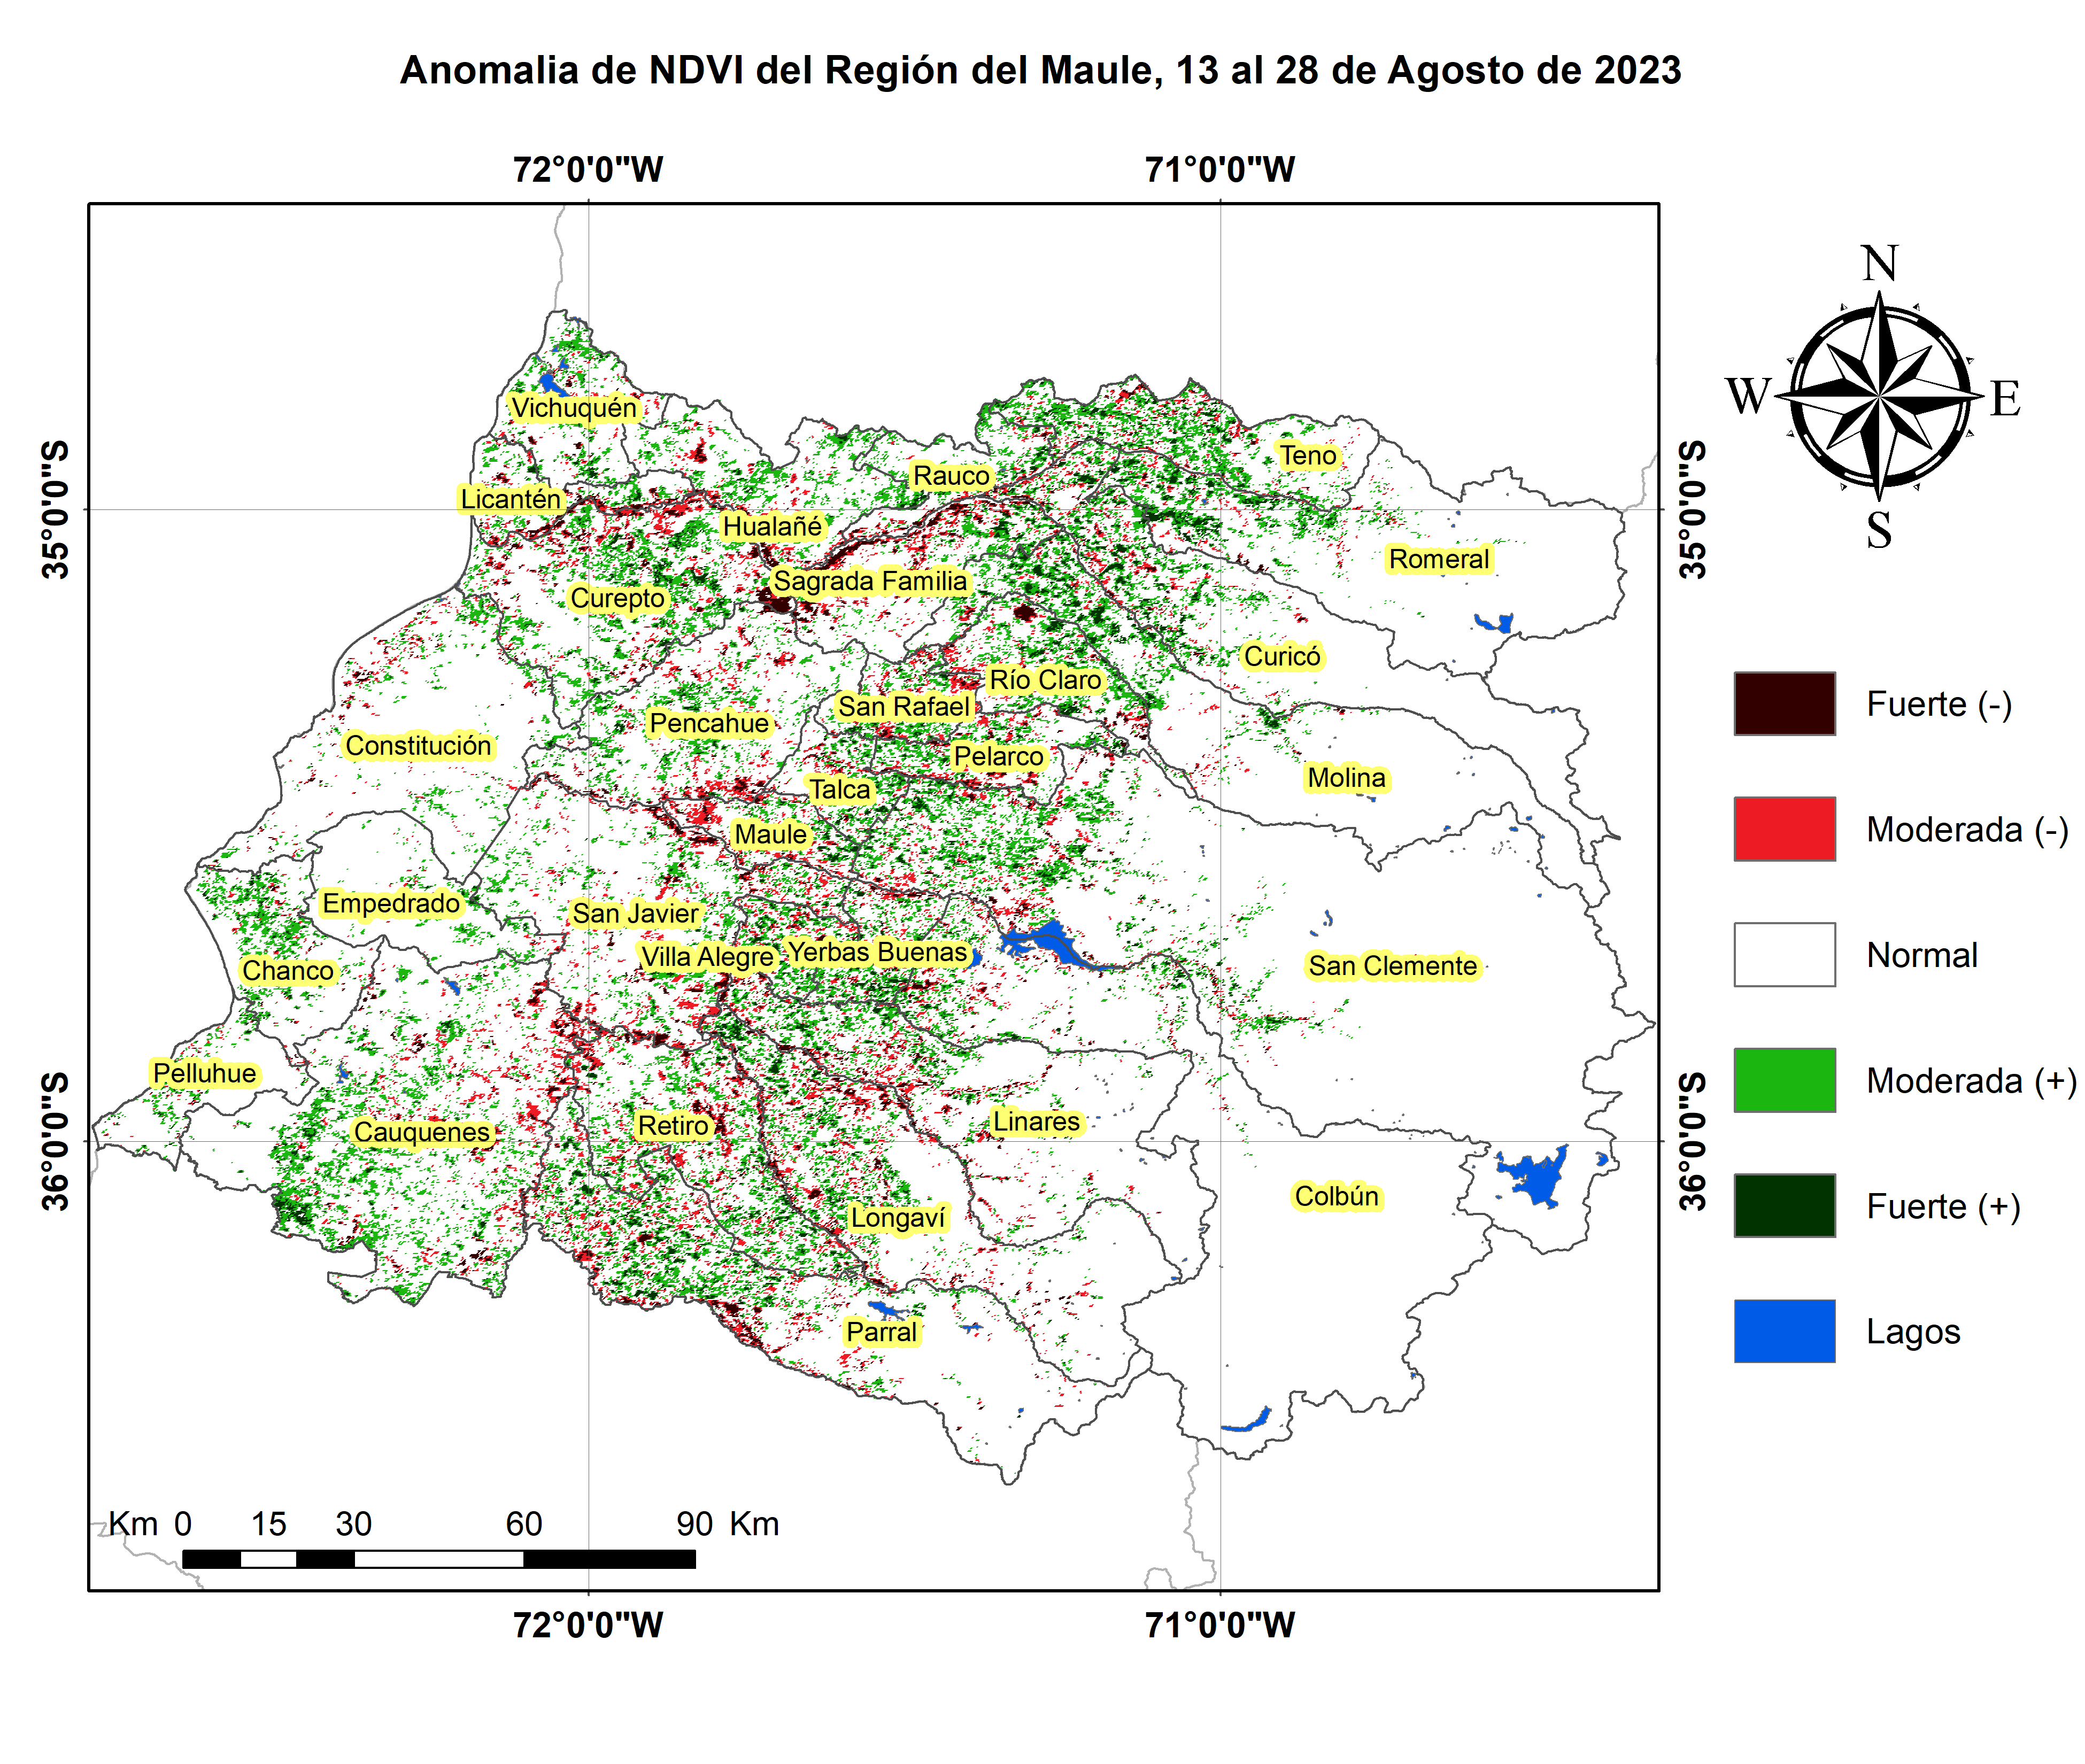 Anomalia de NDVI del Región del Maule, 13 al 28 de Agosto de 2023
72°0'0"W
71°0'0"W
N
W
E
S
35°0'0"S
35°0'0"S
36°0'0"S
36°0'0"S
Vichuquén
Teno
Rauco
Licantén
Hualañé
Romeral
Sagrada Familia
Curepto
Curicó
Río Claro
San Rafael
Pencahue
Constitución
Pelarco
Molina
Talca
Maule
Empedrado
San Javier
Villa Alegre
Yerbas Buenas
San Clemente
Chanco
Pelluhue
Linares
Retiro
Cauquenes
Colbún
Longaví
Parral
Fuerte (-)
Moderada (-)
Normal
Moderada (+)
Fuerte (+)
Lagos
Km 0 15 30 60 90 Km
72°0'0"W
71°0'0"W